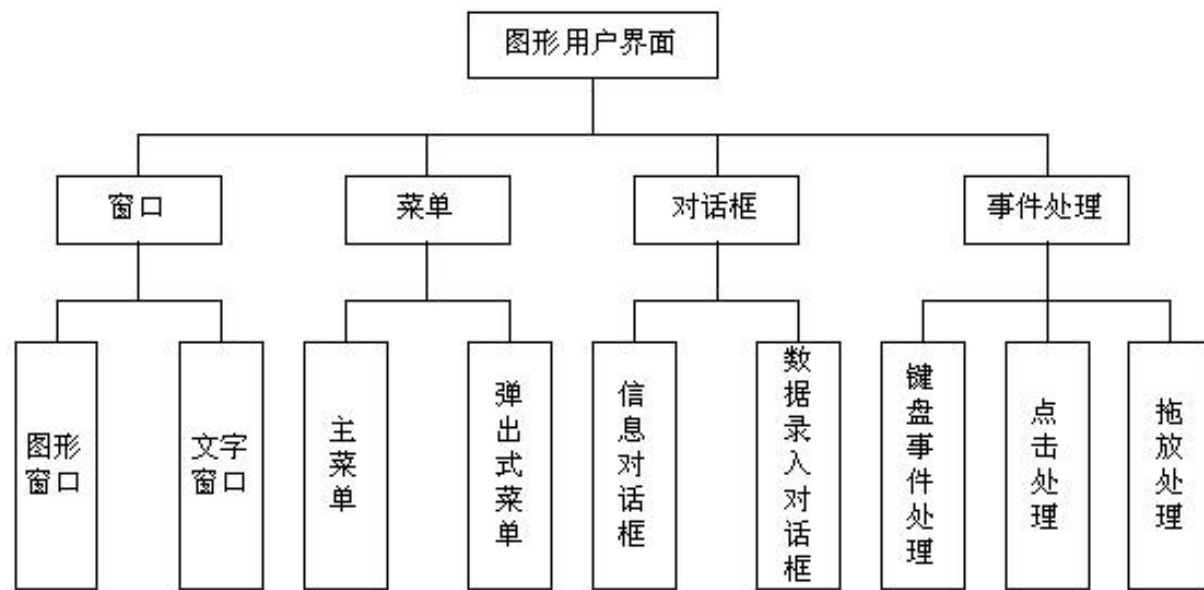 图形用户界面
窗口
菜单
对话框
事件处理
图形
窗口
文字
窗口
主菜单
弹出式菜单
信息对话框
数据录入对话框
键盘事件处理
点击处理
拖放处理